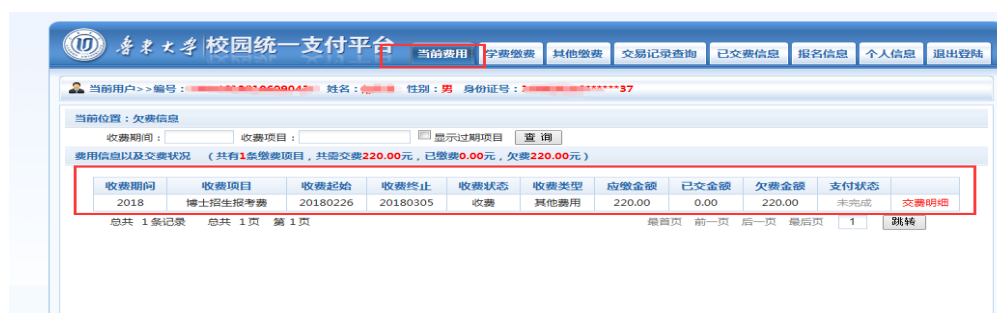 鲁东大学 校园统一支付平台
当前费用 学费缴费 其他缴费 交易记录查询 已交费信息 报名信息 个人信息 退出登陆
当前用户>>编号： 姓名： 性别：男 身份证号： *****37
当前位置：欠费信息
收费期间： 收费项目： 显示过期项目 查 询
费用信息以及交费状况 （共有1条缴费项目，共需交费220.00元，已缴费0.00元，欠费220.00元）
收费期间 收费项目 收费起始 收费终止 收费状态 收费类型 应缴金额 已交金额 欠费金额 支付状态
2018 博士招生报考费 20180226 20180305 收费 其他费用 220.00 0.00 220.00 未完成 交费明细
总共 1条记录 总共 1页 第1页 最首页 前一页 后一页 最后页 1 跳转